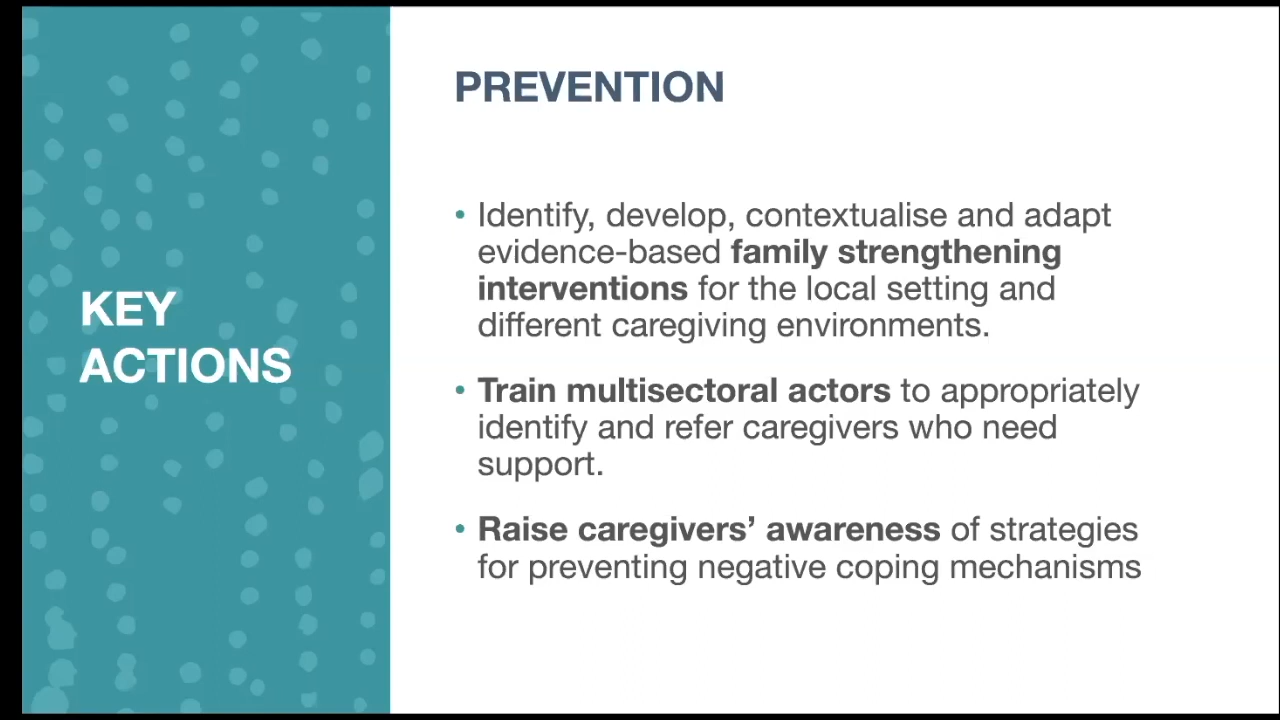 KEY
ACTIONS
PREVENTION
• Identify, develop, contextualise and adapt
evidence-based family strengthening
interventions for the local setting and
different caregiving environments.
• Train multisectoral actors to appropriately
identify and refer caregivers who need
support.
• Raise caregivers’ awareness of strategies
for preventing negative coping mechanisms